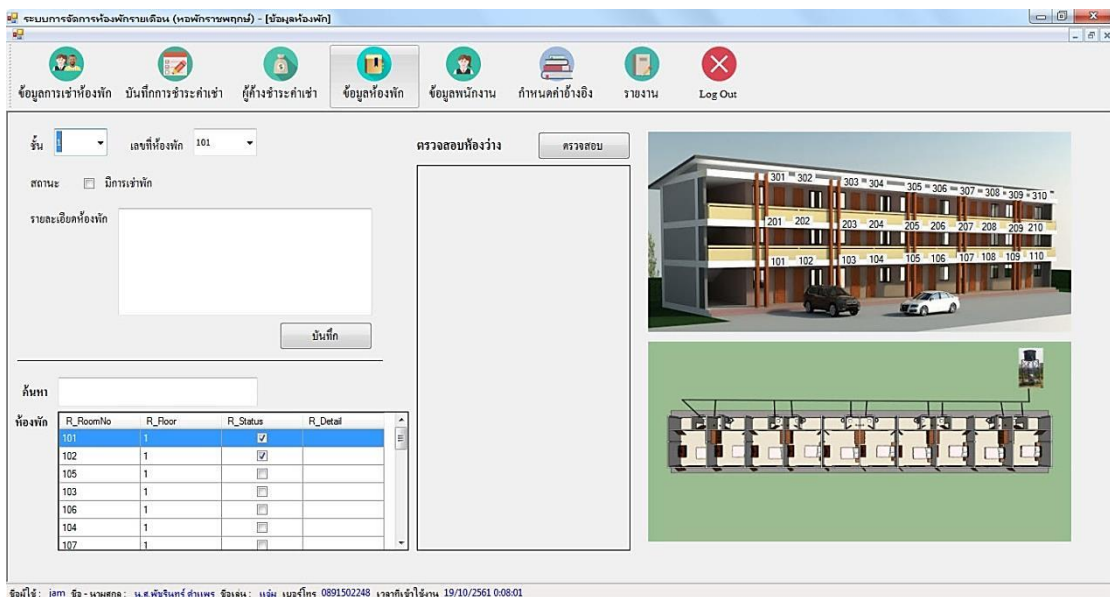 ระบบการจัดการห้องพักรายเดือน (หอพักราชพฤกษ์) - [ข้อมูลห้องพัก]
ข้อมูลการเช่าห้องพัก บันทึกการชำระค่าเช่า ผู้ค้างชำระค่าเช่า ข้อมูลห้องพัก ข้อมูลพนักงาน กำหนดค่าอ้างอิง รายงาน Log Out
ชั้น 1 เลขที่ห้องพัก 101
ตรวจสอบห้องว่าง ตรวจสอบ
สถานะ มีการเช่าพัก
รายละเอียดห้องพัก
บันทึก
301 302 303 304 305 306 307 308 309 310
201 202 203 204 205 206 207 208 209 210
101 102 103 104 105 106 107 108 109 110
ค้นหา
ห้องพัก
R_RoomNo R_Floor R_Status R_Detail
101 1
102 1
105 1
103 1
106 1
104 1
107 1
ชื่อผู้ใช้ : jam ชื่อ - นามสกุล : น.ส.พัชรินทร์ ชื่อเล่น : แจ่ม เบอร์โทร 0891502248 เวลาที่เข้าใช้งาน 19/10/2561 0:08:01